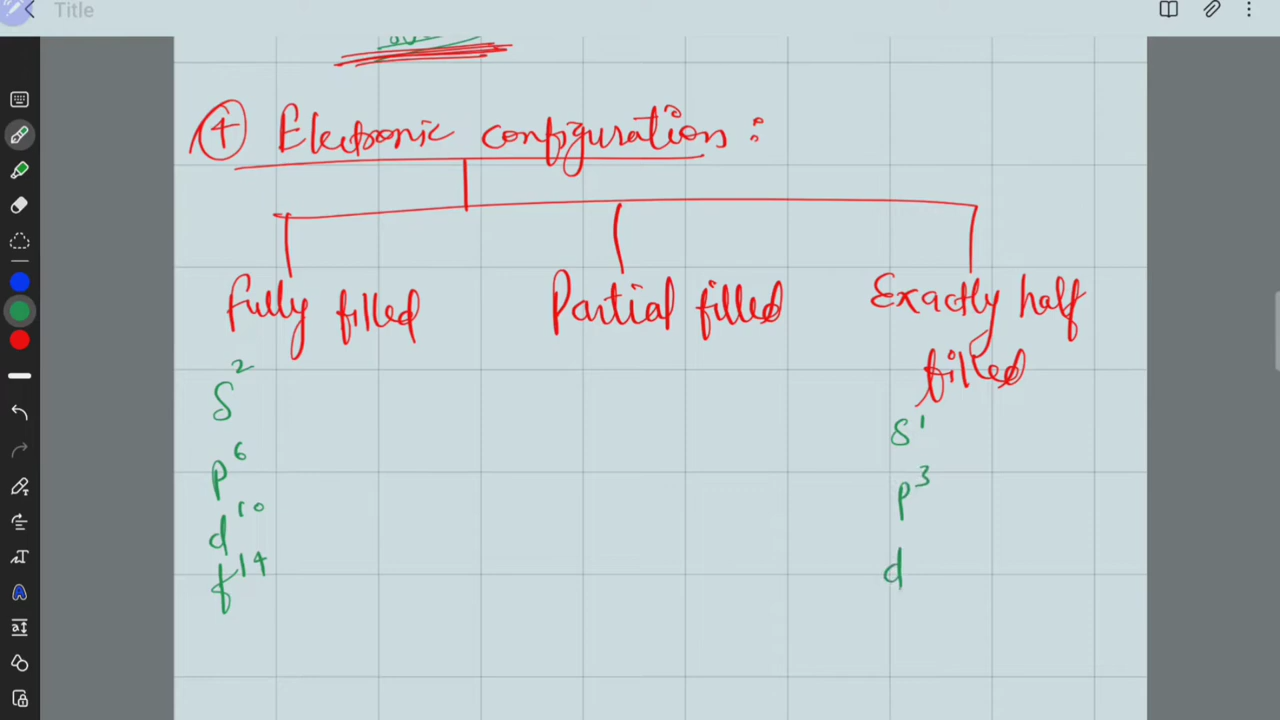 Title
④ Electronic configuration :
Fully filled
Partial filled
Exactly half
filled
s²
p⁶
d¹⁰
f¹⁴
s¹
p³
d